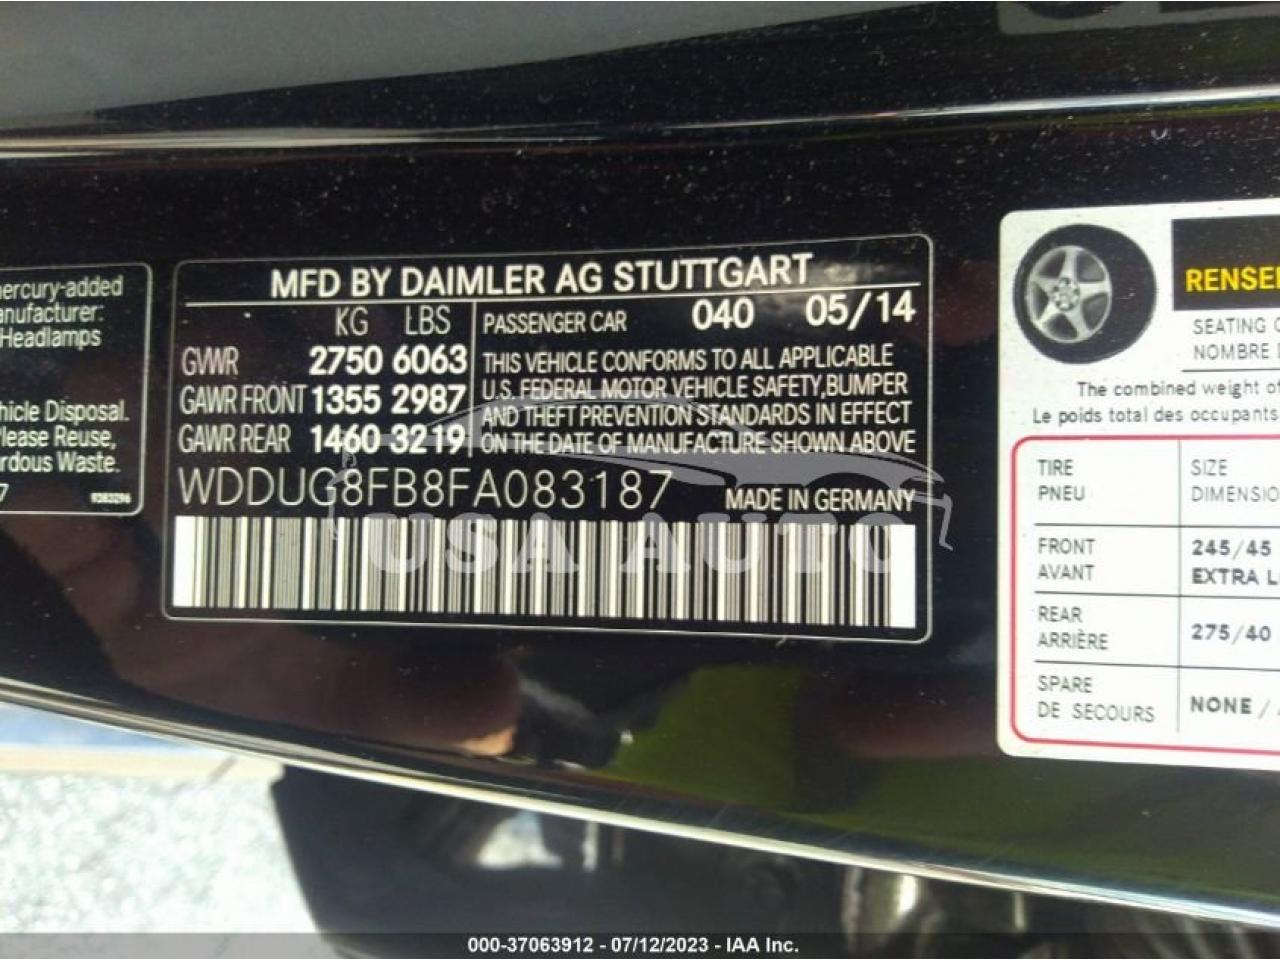 ercury-added
anufacturer:
Headlamps
hicle Disposal.
lease Reuse,
rdous Waste.
7
MFD BY DAIMLER AG STUTTGART
KG LBS PASSENGER CAR 040 05/14
GVWR 2750 6063 THIS VEHICLE CONFORMS TO ALL APPLICABLE
GAWR FRONT 1355 2987 U.S. FEDERAL MOTOR VEHICLE SAFETY,BUMPER
AND THEFT PREVENTION STANDARDS IN EFFECT
GAWR REAR 1460 3219 ON THE DATE OF MANUFACTURE SHOWN ABOVE
WDDUG8FB8FA083187 MADE IN GERMANY
USA AUTO
RENSE
SEATING
NOMBRE
The combined weight of
Le poids total des occupants
TIRE SIZE
PNEU DIMENSIO
FRONT 245/45
AVANT EXTRA L
REAR
ARRIÈRE 275/40
SPARE
DE SECOURS NONE /
000-37063912 - 07/12/2023 - IAA Inc.